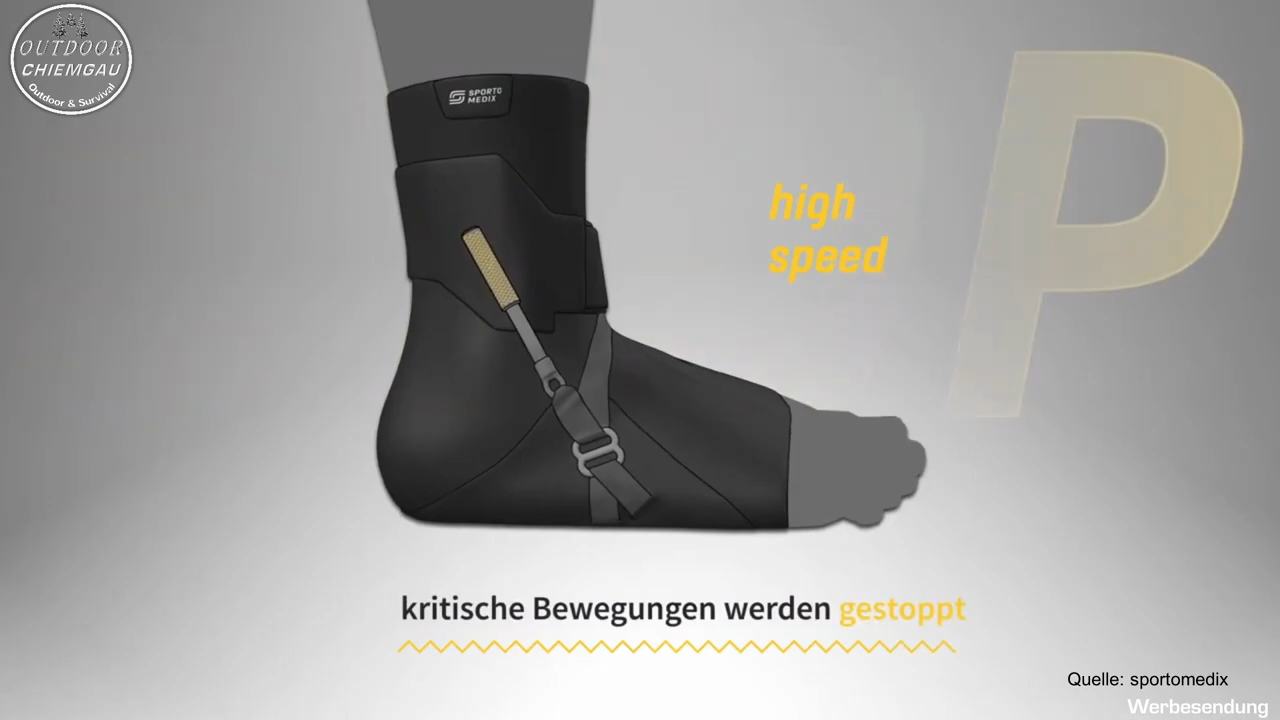 OUTDOOR
CHIEMGAU
Outdoor & Survival
SPORTO
MEDIX
P
high
speed
kritische Bewegungen werden gestoppt
Quelle: sportomedix
Werbesendung